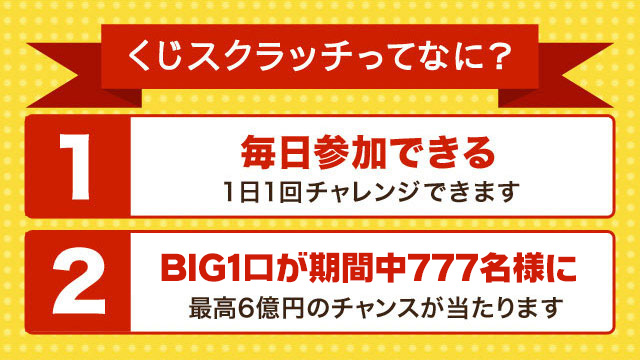 くじスクラッチってなに？
1
毎日参加できる
1日1回チャレンジできます
2
BIG1口が期間中777名様に
最高6億円のチャンスが当たります